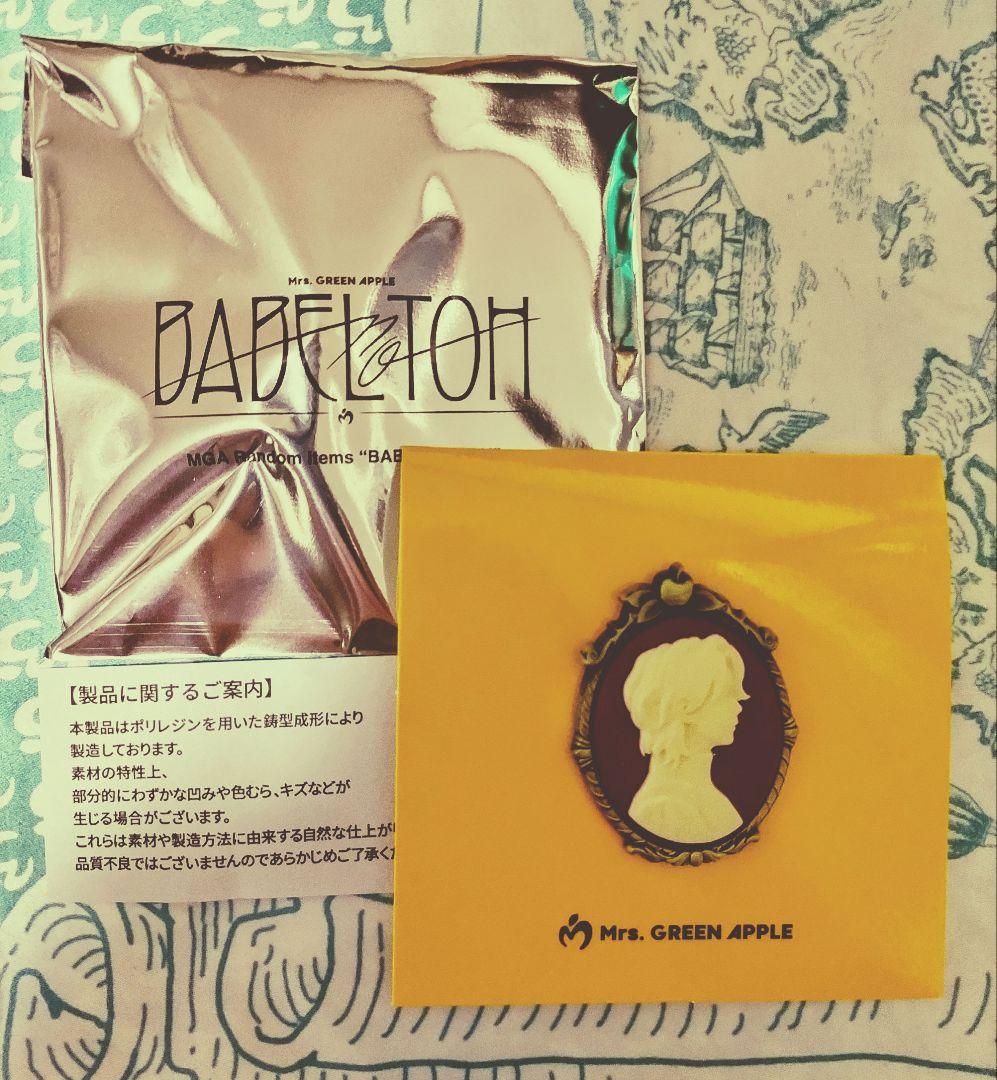 Mrs. GREEN APPLE
BABEL no TOH
MGA Random Items “BAB
【製品に関するご案内】
本製品はポリレジンを用いた鋳型成形により
製造しております。
素材の特性上、
部分的にわずかな凹みや色むら、キズなどが
生じる場合がございます。
これらは素材や製造方法に由来する自然な仕上が
品質不良ではございませんのであらかじめご了承く
Mrs. GREEN APPLE